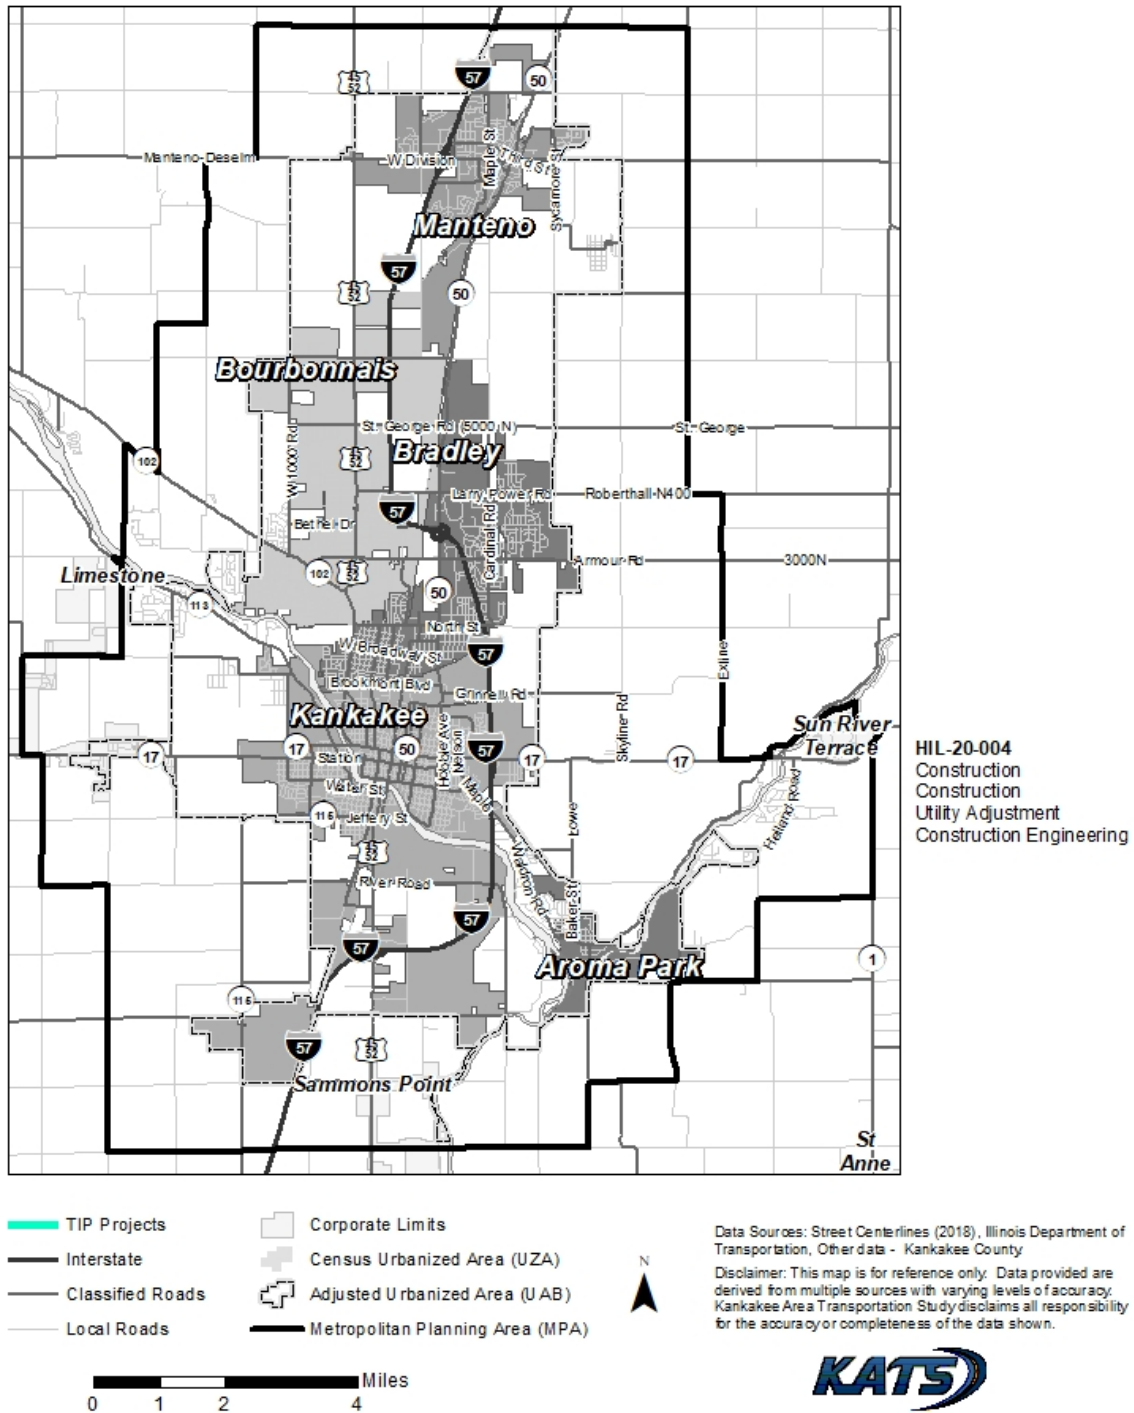 57
50
45
52
Manteno-Deselm
W Division
Maple St
Third St
Sycamore St
Manteno
57
45
52
50
Bourbonnais
W 1000 Rd
St. George Rd (5000 N)
St. George
Bradley
45
52
102
57
Larry Power Rd
Roberthall-N400
Bethel Dr
Cardinal Rd
Armour Rd
3000N
Limestone
102
45
52
113
50
North St
W Broadway St
57
Brookmont Blvd
Grinnell Rd
Exline
Skyliner Rd
Kankakee
Hobbie Ave
Nelson
Sun River
Terrace
17
17
50
57
17
17
Station
Water St
Maple
Heiland Road
115
Jeffery St
Lowe
45
52
River Road
Waldron Rd
Baker St
57
57
Aroma Park
1
115
57
45
52
Sammons Point
St
Anne
HIL-20-004
Construction
Construction
Utility Adjustment
Construction Engineering
TIP Projects
Interstate
Classified Roads
Local Roads
Corporate Limits
Census Urbanized Area (UZA)
Adjusted Urbanized Area (UAB)
Metropolitan Planning Area (MPA)
N
Data Sources: Street Centerlines (2018), Illinois Department of
Transportation, Other data - Kankakee County
Disclaimer: This map is for reference only. Data provided are
derived from multiple sources with varying levels of accuracy.
Kankakee Area Transportation Study disclaims all responsibility
for the accuracy or completeness of the data shown.
Miles
0 1 2 4
KATS